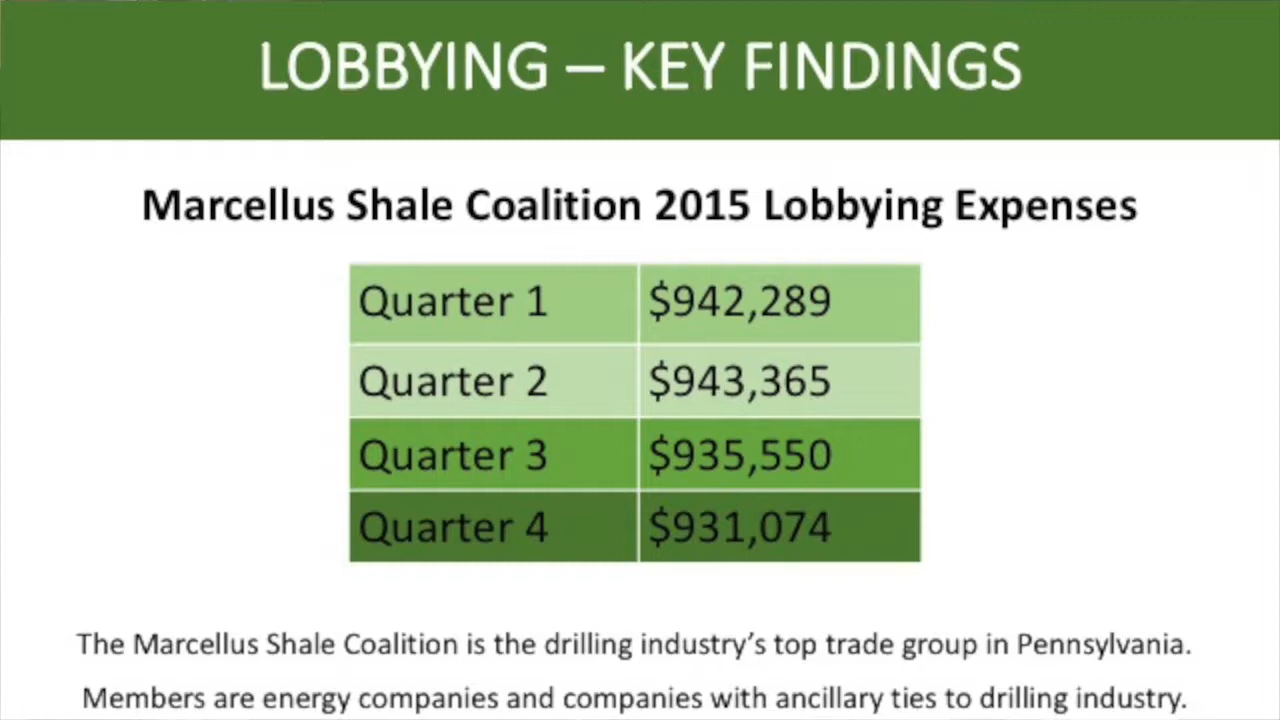 LOBBYING – KEY FINDINGS
Marcellus Shale Coalition 2015 Lobbying Expenses
Quarter 1 $942,289
Quarter 2 $943,365
Quarter 3 $935,550
Quarter 4 $931,074
The Marcellus Shale Coalition is the drilling industry’s top trade group in Pennsylvania.
Members are energy companies and companies with ancillary ties to drilling industry.